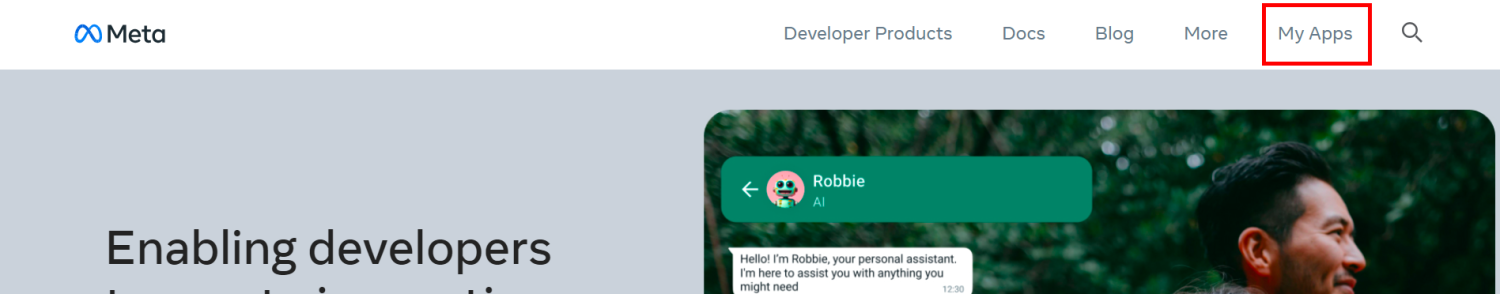 Meta
Developer Products
Docs
Blog
More
My Apps
Enabling developers
Robbie
AI
Hello! I'm Robbie, your personal assistant.
I'm here to assist you with anything you
might need
12:30